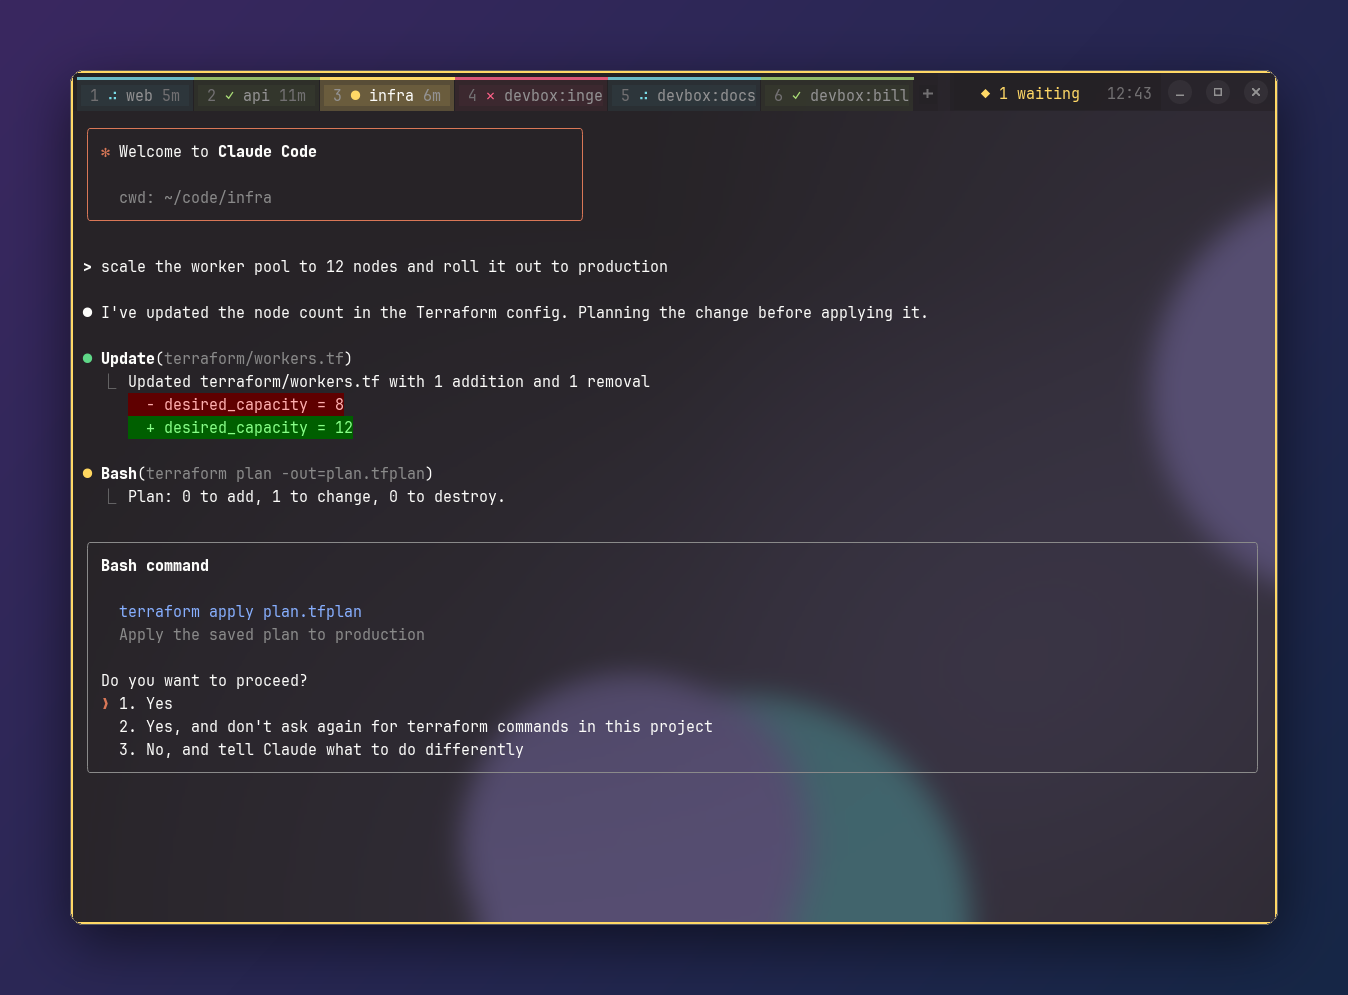 1 web 5m 2 ✓ api 11m 3 ● infra 6m 4 × devbox:inge 5 devbox:docs 6 ✓ devbox:bill + ◆ 1 waiting 12:43
✻ Welcome to Claude Code
cwd: ~/code/infra
> scale the worker pool to 12 nodes and roll it out to production
● I've updated the node count in the Terraform config. Planning the change before applying it.
● Update(terraform/workers.tf)
Updated terraform/workers.tf with 1 addition and 1 removal
- desired_capacity = 8
+ desired_capacity = 12
● Bash(terraform plan -out=plan.tfplan)
Plan: 0 to add, 1 to change, 0 to destroy.
Bash command
terraform apply plan.tfplan
Apply the saved plan to production
Do you want to proceed?
❯ 1. Yes
2. Yes, and don't ask again for terraform commands in this project
3. No, and tell Claude what to do differently